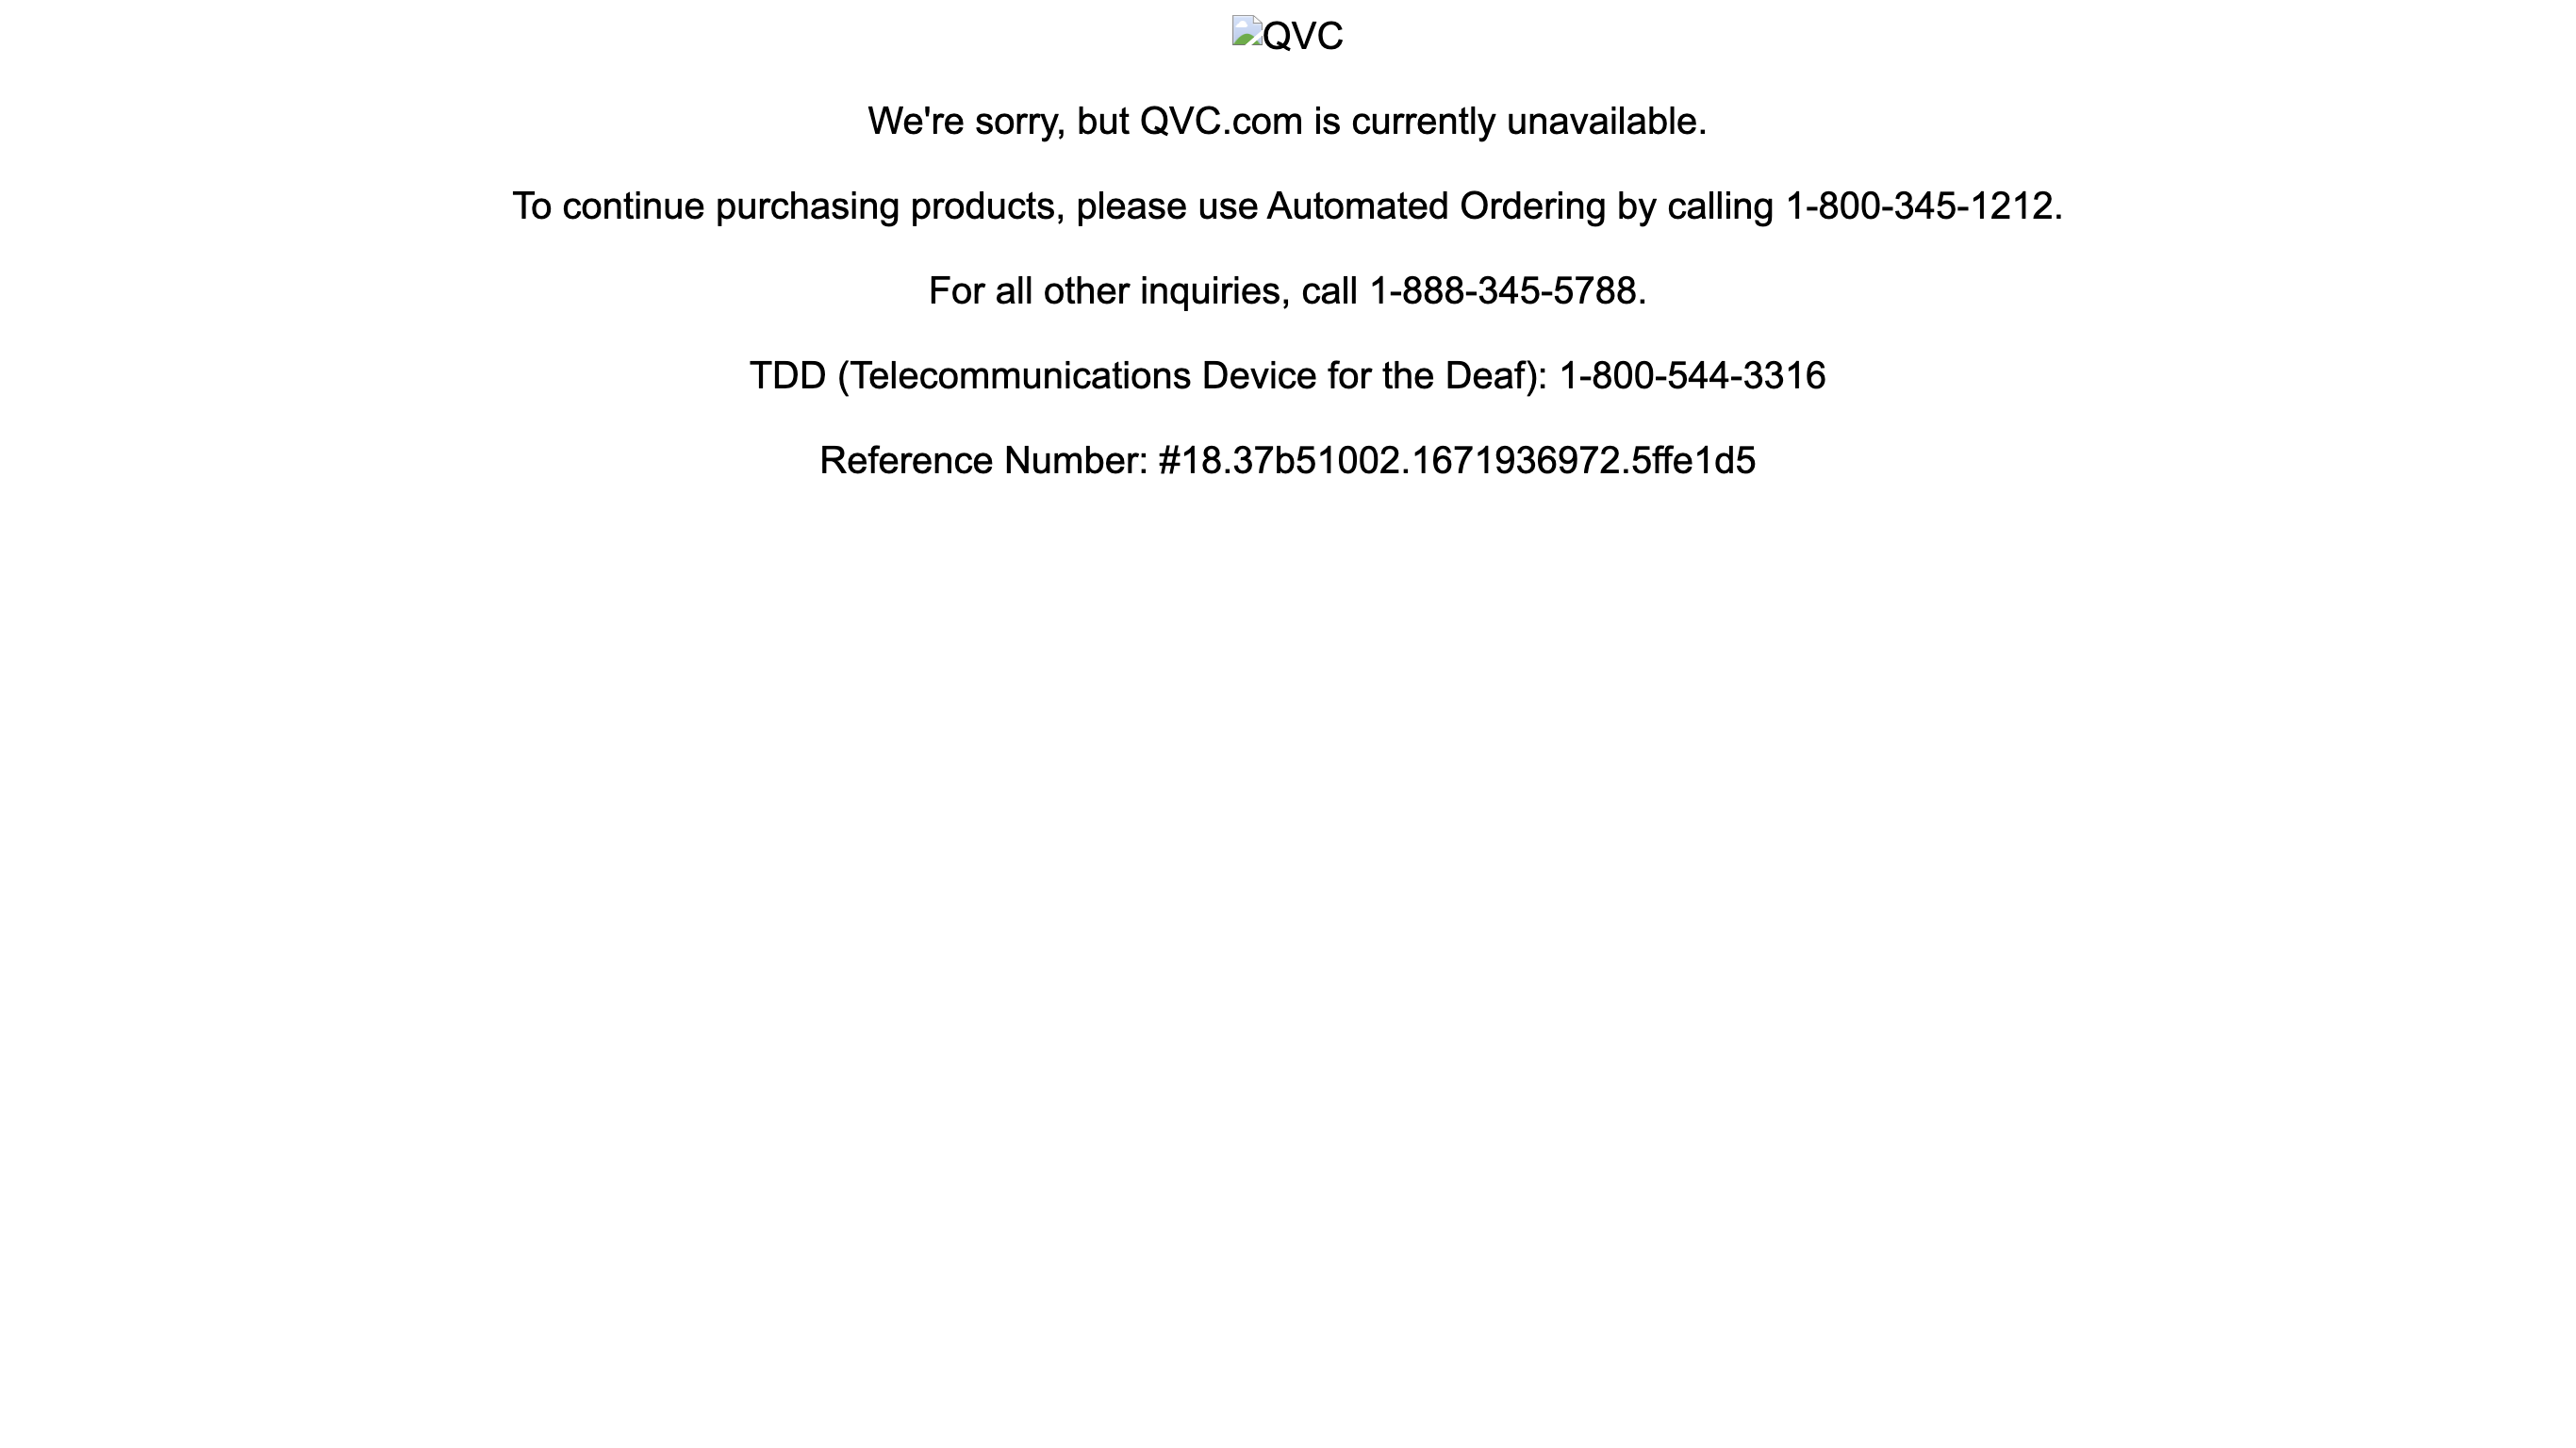 QVC
We're sorry, but QVC.com is currently unavailable.
To continue purchasing products, please use Automated Ordering by calling 1-800-345-1212.
For all other inquiries, call 1-888-345-5788.
TDD (Telecommunications Device for the Deaf): 1-800-544-3316
Reference Number: #18.37b51002.1671936972.5ffe1d5